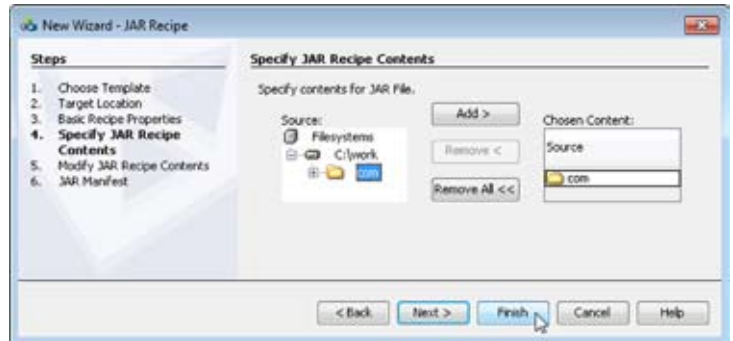 New Wizard - JAR Recipe
Steps
1. Choose Template
2. Target Location
3. Basic Recipe Properties
4. Specify JAR Recipe
Contents
5. Modify JAR Recipe Contents
6. JAR Manifest
Specify JAR Recipe Contents
Specify contents for JAR File.
Source:
Filesystems
C:\work
com
Add >
Remove <
Remove All <<
Chosen Content:
Source
com
< Back
Next >
Finish
Cancel
Help